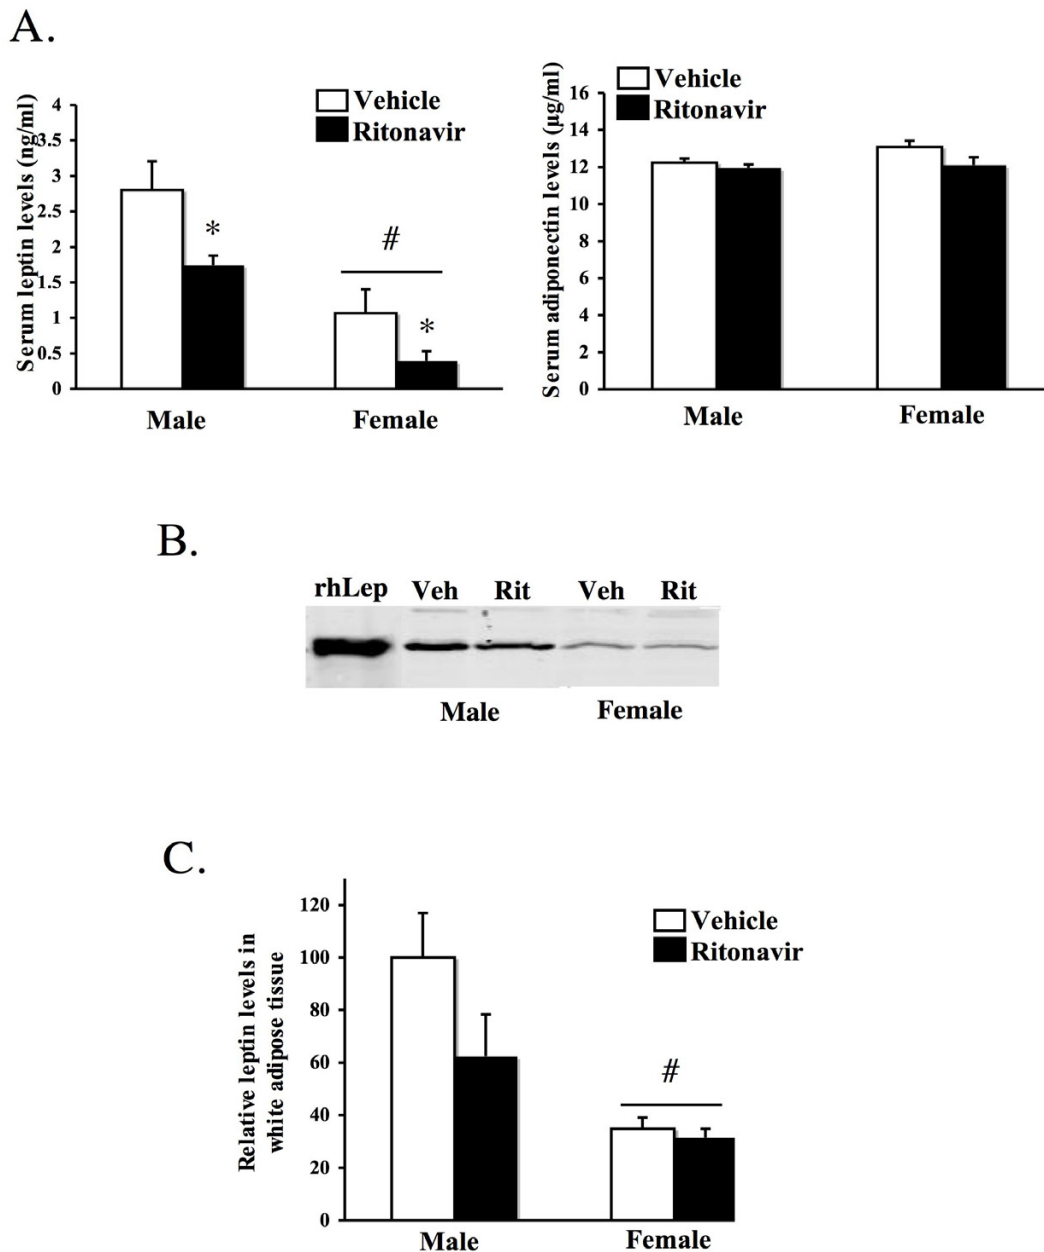 A.
Serum leptin levels (ng/ml)
4
3.5
3
2.5
2
1.5
1
0.5
0
Vehicle
Ritonavir
*
#
*
Male
Female
Serum adiponectin levels (µg/ml)
16
14
12
10
8
6
4
2
0
Vehicle
Ritonavir
Male
Female
B.
rhLep Veh Rit Veh Rit
Male Female
C.
Relative leptin levels in
white adipose tissue
120
100
80
60
40
20
0
Vehicle
Ritonavir
#
Male
Female